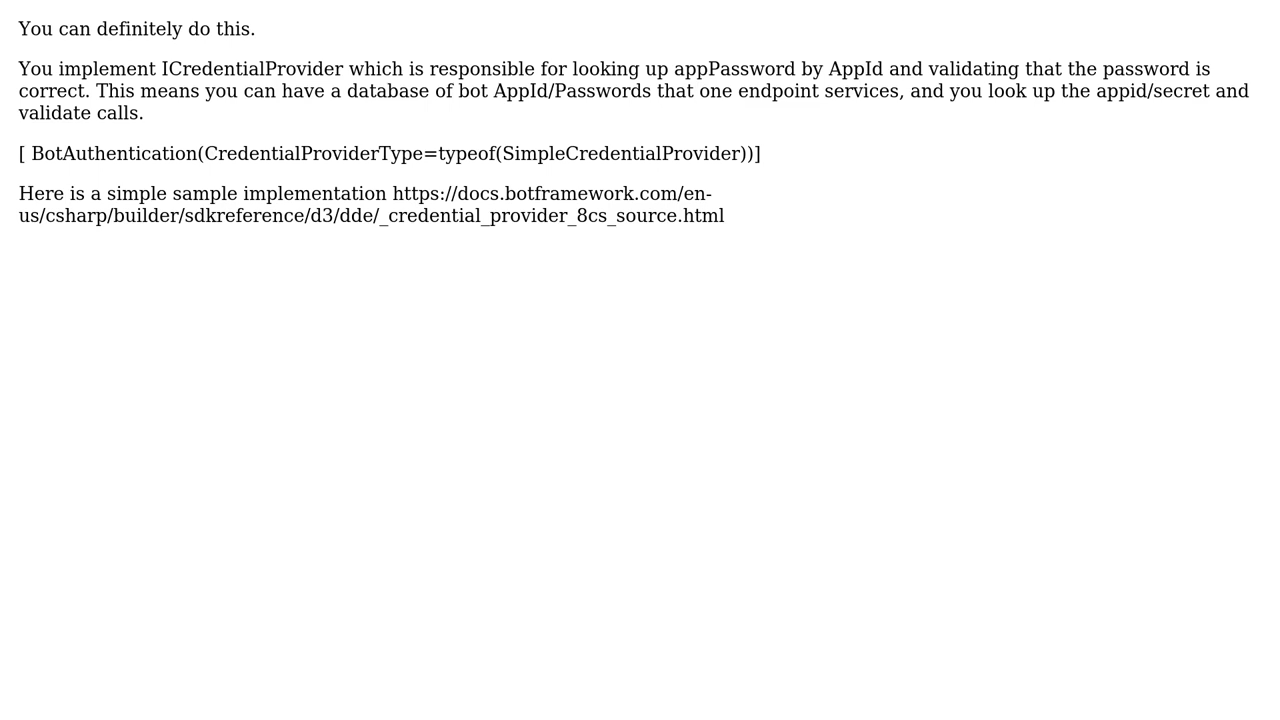 You can definitely do this.
You implement ICredentialProvider which is responsible for looking up appPassword by AppId and validating that the password is
correct. This means you can have a database of bot AppId/Passwords that one endpoint services, and you look up the appid/secret and
validate calls.
[ BotAuthentication(CredentialProviderType=typeof(SimpleCredentialProvider))]
Here is a simple sample implementation https://docs.botframework.com/en-
us/csharp/builder/sdkreference/d3/dde/_credential_provider_8cs_source.html